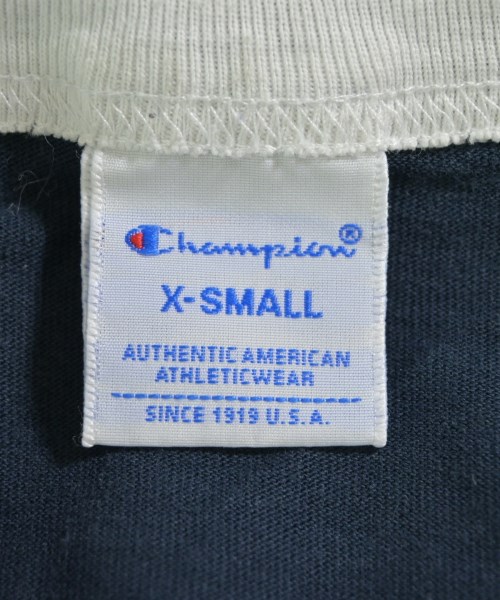 Champion®
X-SMALL
AUTHENTIC AMERICAN
ATHLETICWEAR
SINCE 1919 U.S.A.